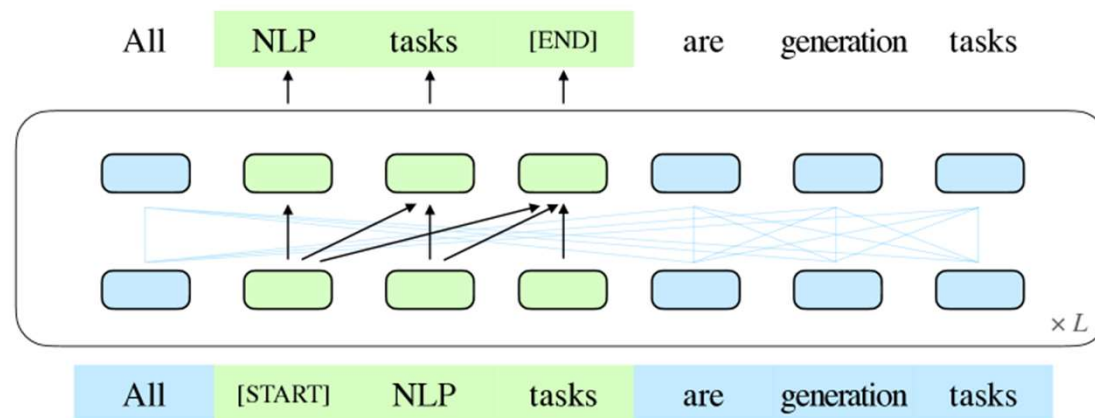 All NLP tasks [END] are generation tasks
× L
All [START] NLP tasks are generation tasks